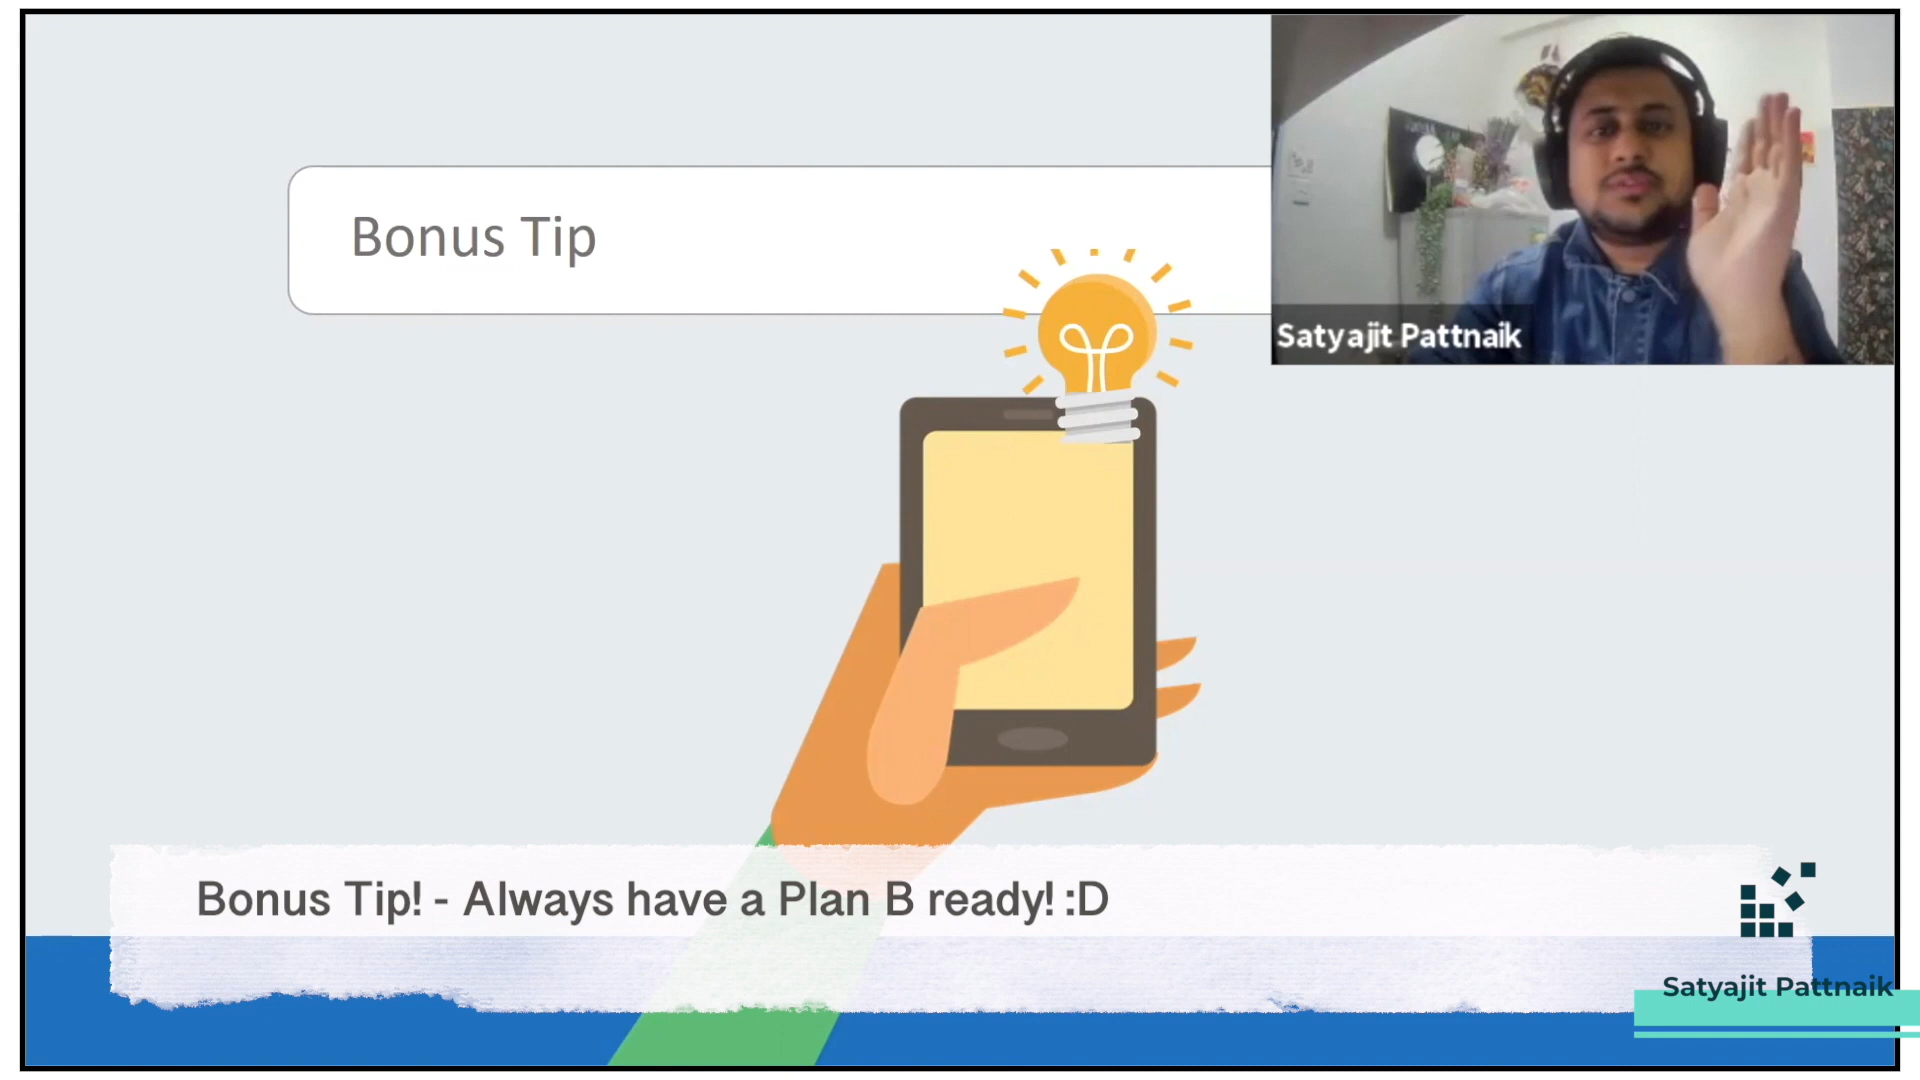 Bonus Tip
Satyajit Pattnaik
Bonus Tip! - Always have a Plan B ready! :D
Satyajit Pattnaik